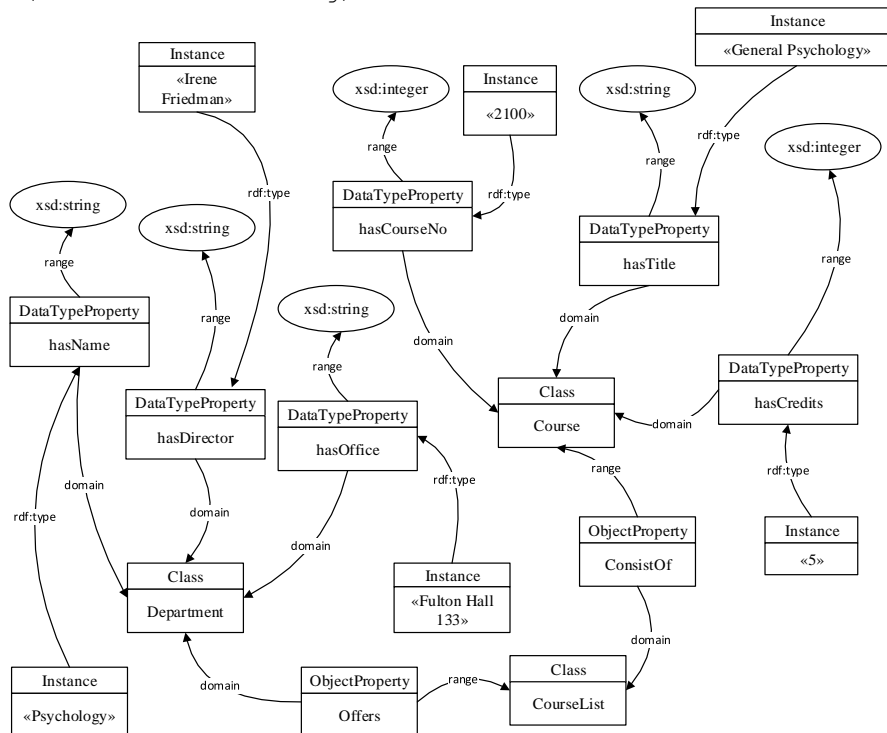 Instance
«General Psychology»
Instance
«Irene
Friedman»
Instance
«2100»
xsd:integer
xsd:string
xsd:integer
range
rdf:type
range
rdf:type
rdf:type
range
xsd:string
xsd:string
DataTypeProperty
hasCourseNo
DataTypeProperty
hasTitle
range
range
DataTypeProperty
hasName
xsd:string
domain
domain
range
DataTypeProperty
hasDirector
DataTypeProperty
hasOffice
Class
Course
DataTypeProperty
hasCredits
domain
domain
range
rdf:type
rdf:type
rdf:type
domain
domain
ObjectProperty
ConsistOf
Instance
«5»
Class
Department
Instance
«Fulton Hall
133»
domain
Instance
«Psychology»
domain
ObjectProperty
Offers
range
Class
CourseList